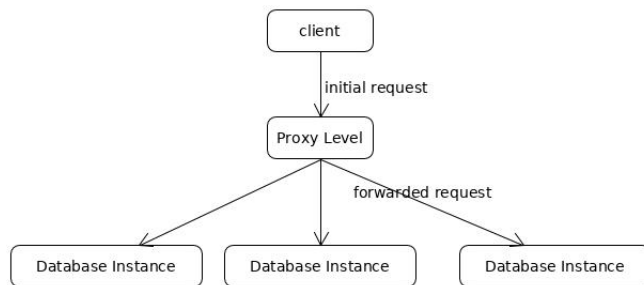 client
initial request
Proxy Level
forwarded request
Database Instance
Database Instance
Database Instance